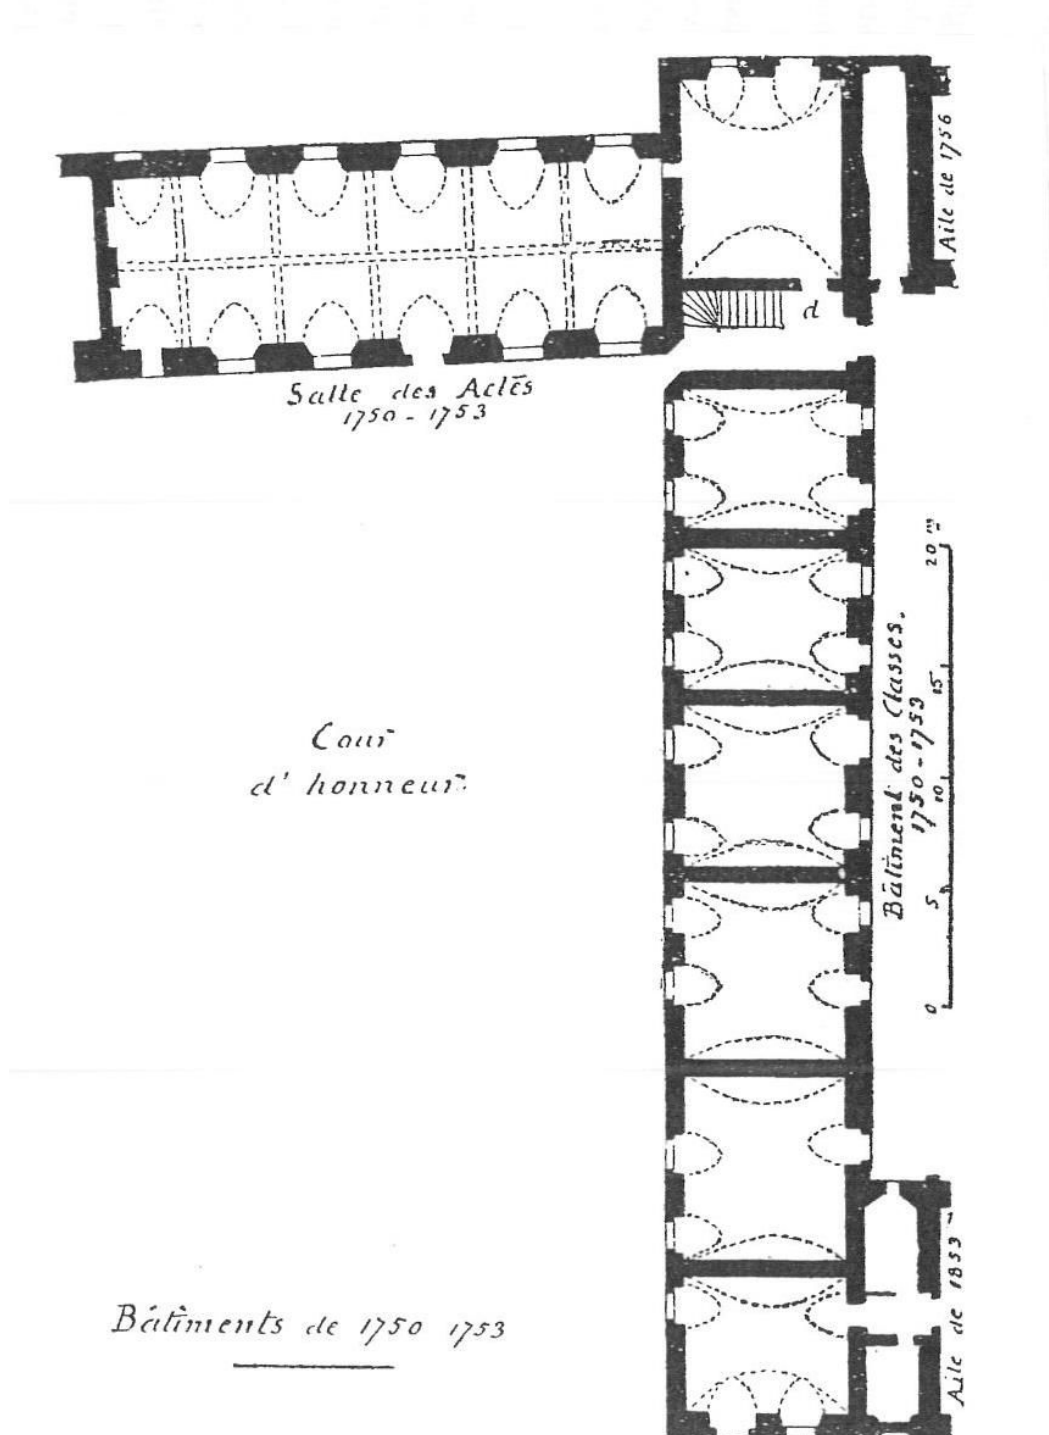 Aile de 1756
d
Salle des Actes
1750 - 1753
20 m
15
10
5
0
Bâtiment des Classes.
1750 - 1753
Cour
d' honneur.
Bâtiments de 1750 1753
Aile de 1853